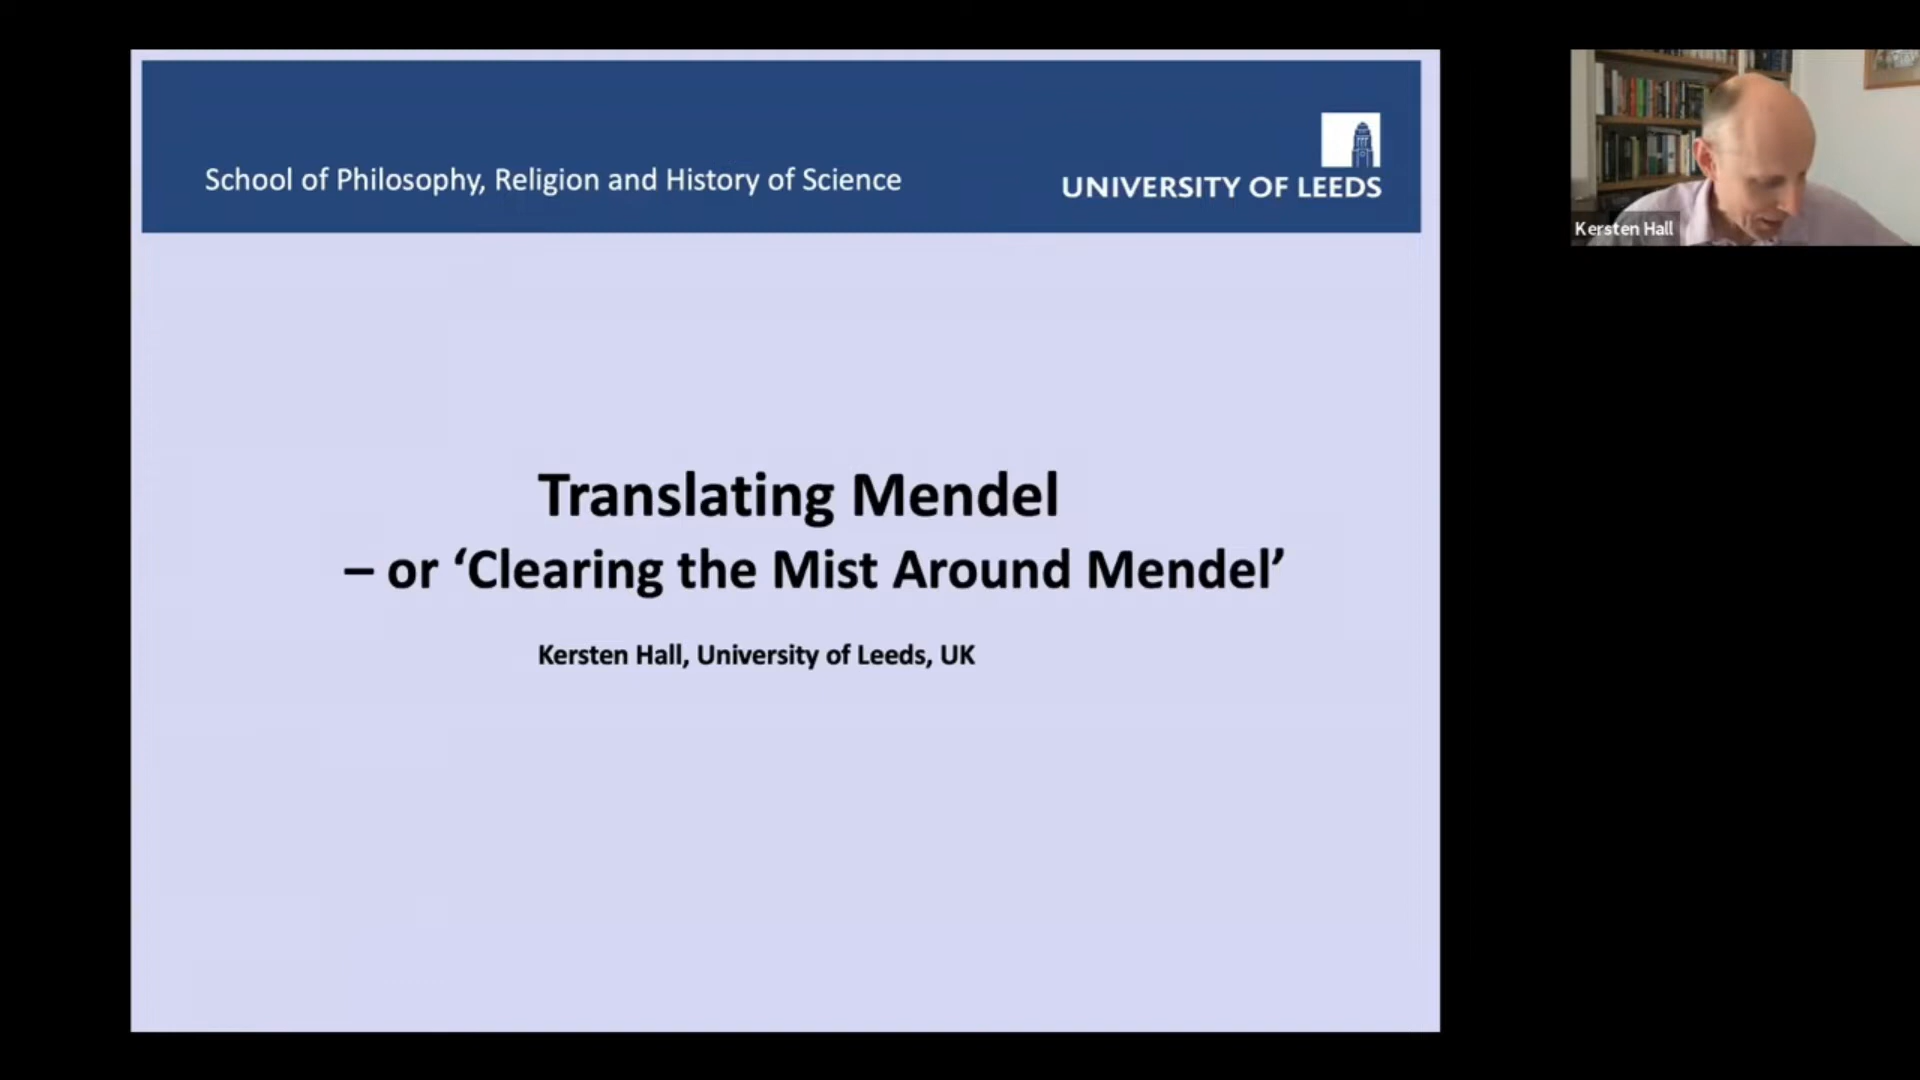 School of Philosophy, Religion and History of Science
UNIVERSITY OF LEEDS
Translating Mendel
– or ‘Clearing the Mist Around Mendel’
Kersten Hall, University of Leeds, UK
Kersten Hall